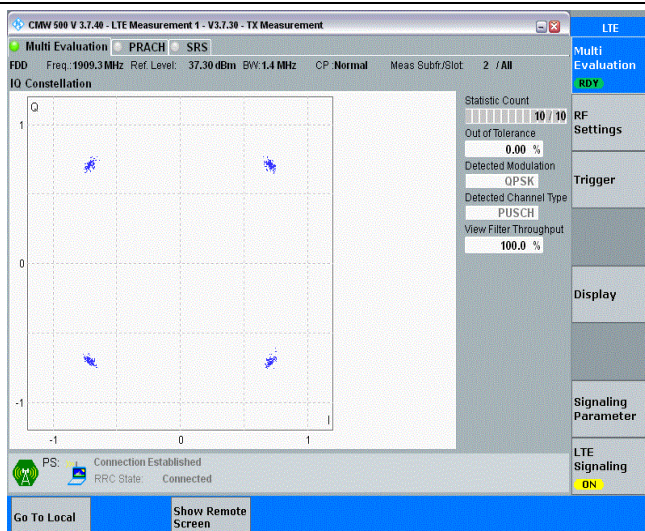 CMW 500 V 3.7.40 - LTE Measurement 1 - V3.7.30 - TX Measurement
LTE
Multi Evaluation PRACH SRS
Multi Evaluation
RDY
FDD Freq.:1909.3 MHz Ref. Level: 37.30 dBm BW:1.4 MHz CP :Normal Meas Subfr./Slot: 2 / All
IQ Constellation
Q
1
0
-1
-1 0 1
I
Statistic Count
10 / 10
Out of Tolerance
0.00 %
Detected Modulation
QPSK
Detected Channel Type
PUSCH
View Filter Throughput
100.0 %
RF Settings
Trigger
Display
Signaling Parameter
LTE Signaling
ON
PS: Connection Established
RRC State: Connected
Go To Local
Show Remote Screen